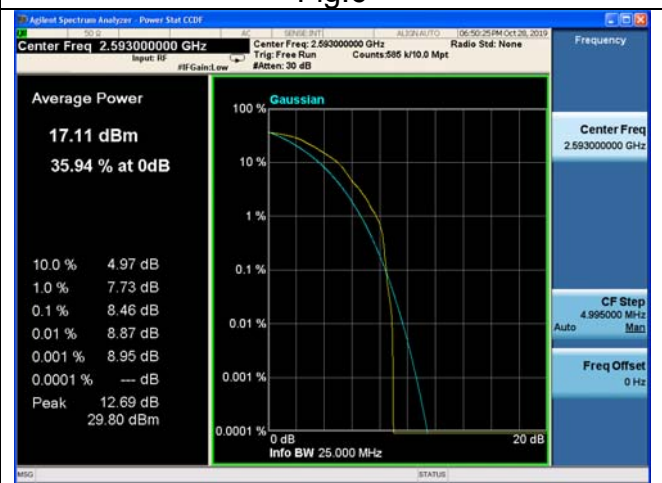 Agilent Spectrum Analyzer - Power Stat CCDF
50 Ω AC SENSE:INT ALIGN AUTO 06:50:25 PM Oct 28, 2019
Center Freq 2.593000000 GHz
Input: RF
#IFGain:Low
Center Freq: 2.593000000 GHz
Radio Std: None
Trig: Free Run
Counts:585 k/10.0 Mpt
#Atten: 30 dB
Frequency
Average Power
17.11 dBm
35.94 % at 0dB
10.0 % 4.97 dB
1.0 % 7.73 dB
0.1 % 8.46 dB
0.01 % 8.87 dB
0.001 % 8.95 dB
0.0001 % --- dB
Peak 12.69 dB
29.80 dBm
Gaussian
100 %
10 %
1 %
0.1 %
0.01 %
0.001 %
0.0001 %
0 dB
20 dB
Info BW 25.000 MHz
Center Freq
2.593000000 GHz
CF Step
4.995000 MHz
Auto Man
Freq Offset
0 Hz
MSG
STATUS